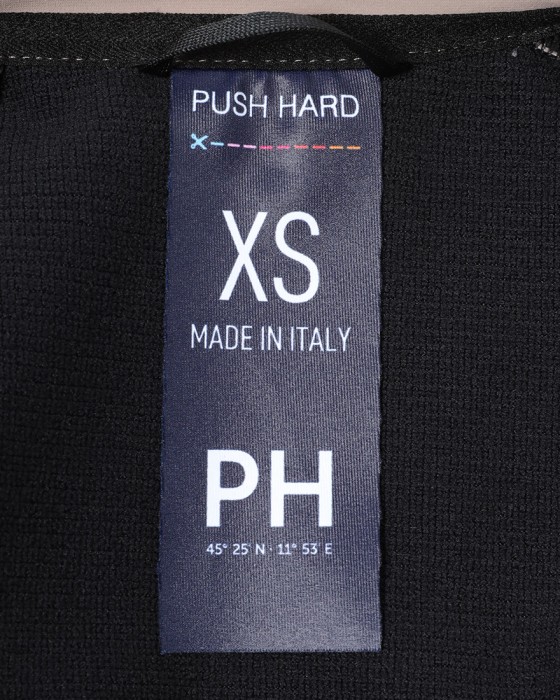 PUSH HARD
XS
MADE IN ITALY
PH
45° 25' N · 11° 53' E